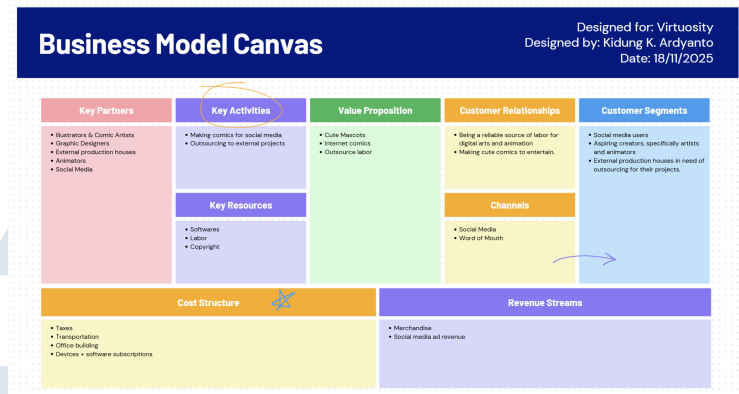 Business Model Canvas
Designed for: Virtuosity
Designed by: Kidung K. Ardyanto
Date: 18/11/2025
Key Partners
• Illustrators & Comic Artists
• Graphic Designers
• External production houses
• Animators
• Social Media
Key Activities
• Making comics for social media
• Outsourcing to external projects
Key Resources
• Softwares
• Labor
• Copyright
Value Proposition
• Cute Mascots
• Internet comics
• Outsource labor
Customer Relationships
• Being a reliable source of labor for
digital arts and animation
• Making cute comics to entertain.
Channels
• Social Media
• Word of Mouth
Customer Segments
• Social media users
• Aspiring creators, specifically artists
and animators
• External production houses in need of
outsourcing for their projects.
Cost Structure
• Taxes
• Transportation
• Office building
• Devices + software subscriptions
Revenue Streams
• Merchandise
• Social media ad revenue